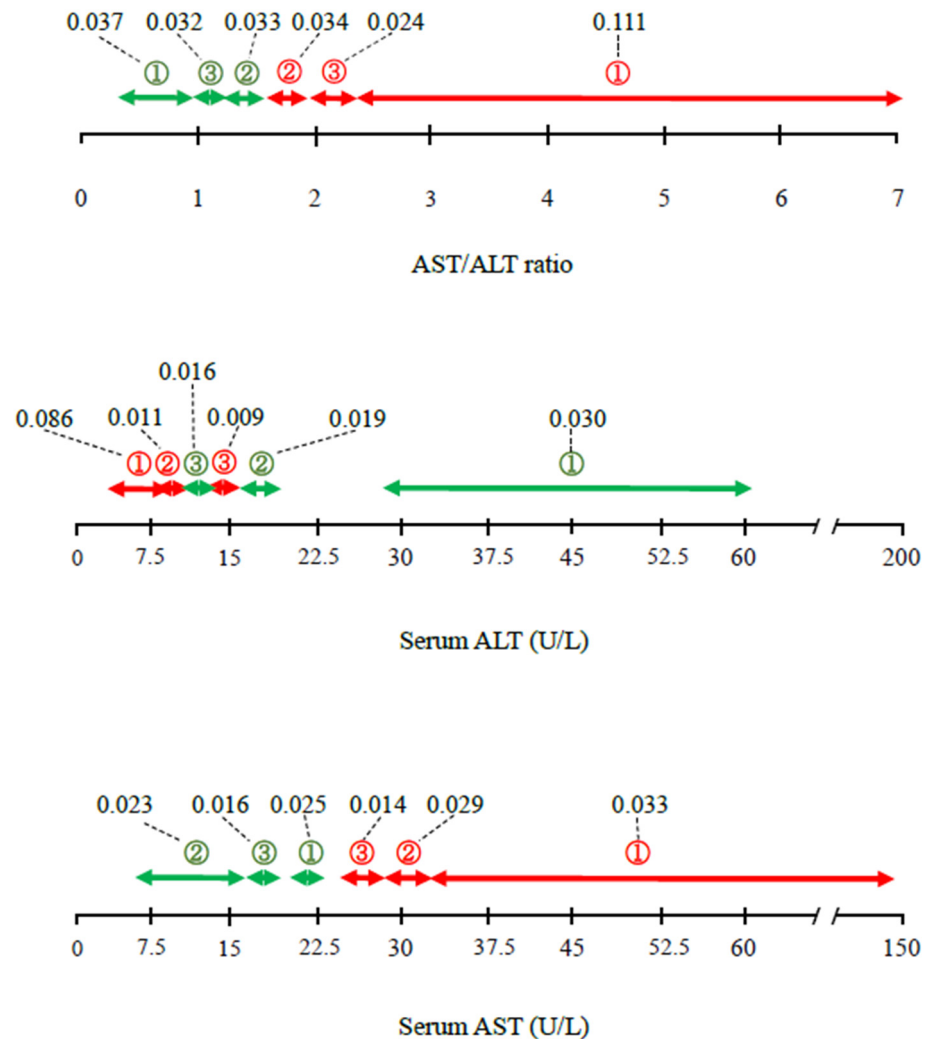 0.037 0.032 0.033 0.034 0.024 0.111
① ③ ② ② ③ ①
0 1 2 3 4 5 6 7
AST/ALT ratio
0.016
0.086 0.011 0.009 0.019 0.030
① ② ③ ③ ② ①
0 7.5 15 22.5 30 37.5 45 52.5 60 200
Serum ALT (U/L)
0.023 0.016 0.025 0.014 0.029 0.033
② ③ ① ③ ② ①
0 7.5 15 22.5 30 37.5 45 52.5 60 150
Serum AST (U/L)